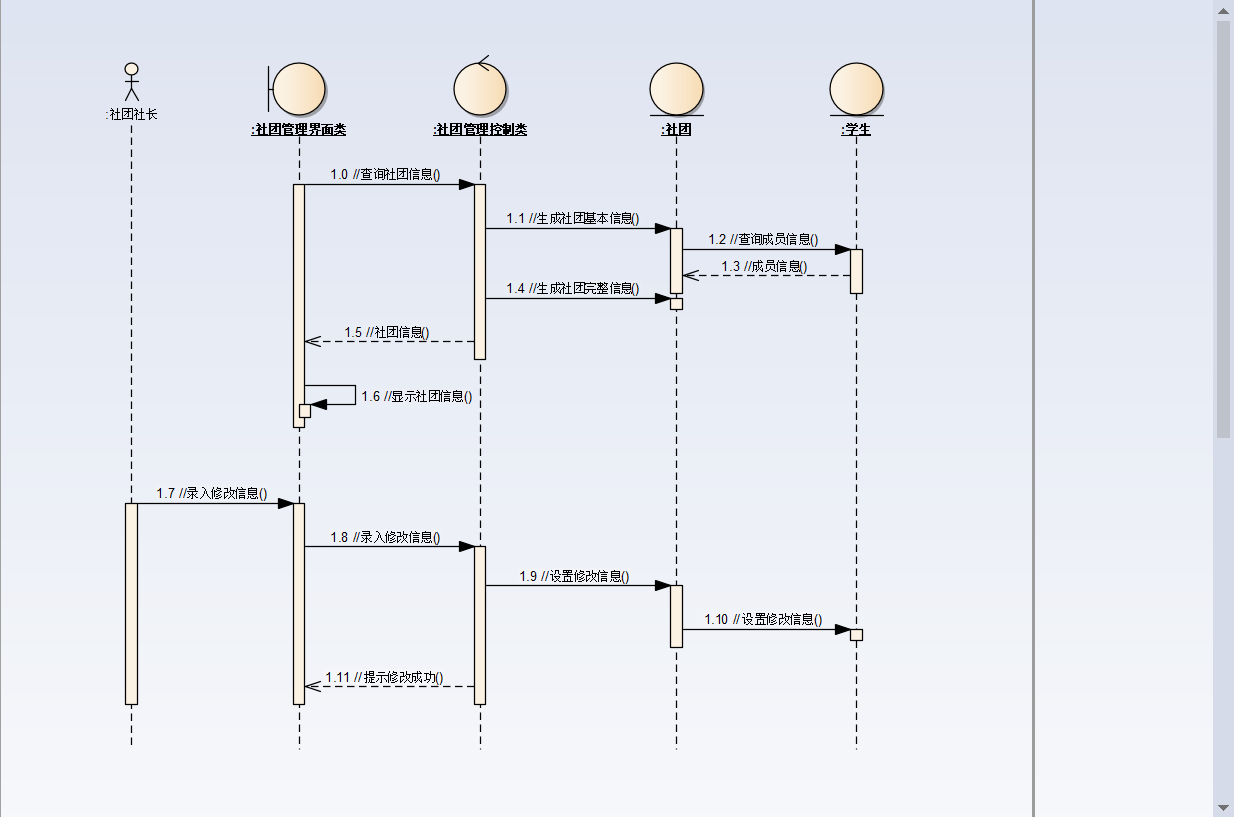 :社团社长
:社团管理界面类
:社团管理控制类
:社团
:学生
1.0 //查询社团信息()
1.1 //生成社团基本信息()
1.2 //查询成员信息()
1.3 //成员信息()
1.4 //生成社团完整信息()
1.5 //社团信息()
1.6 //显示社团信息()
1.7 //录入修改信息()
1.8 //录入修改信息()
1.9 //设置修改信息()
1.10 //设置修改信息()
1.11 //提示修改成功()